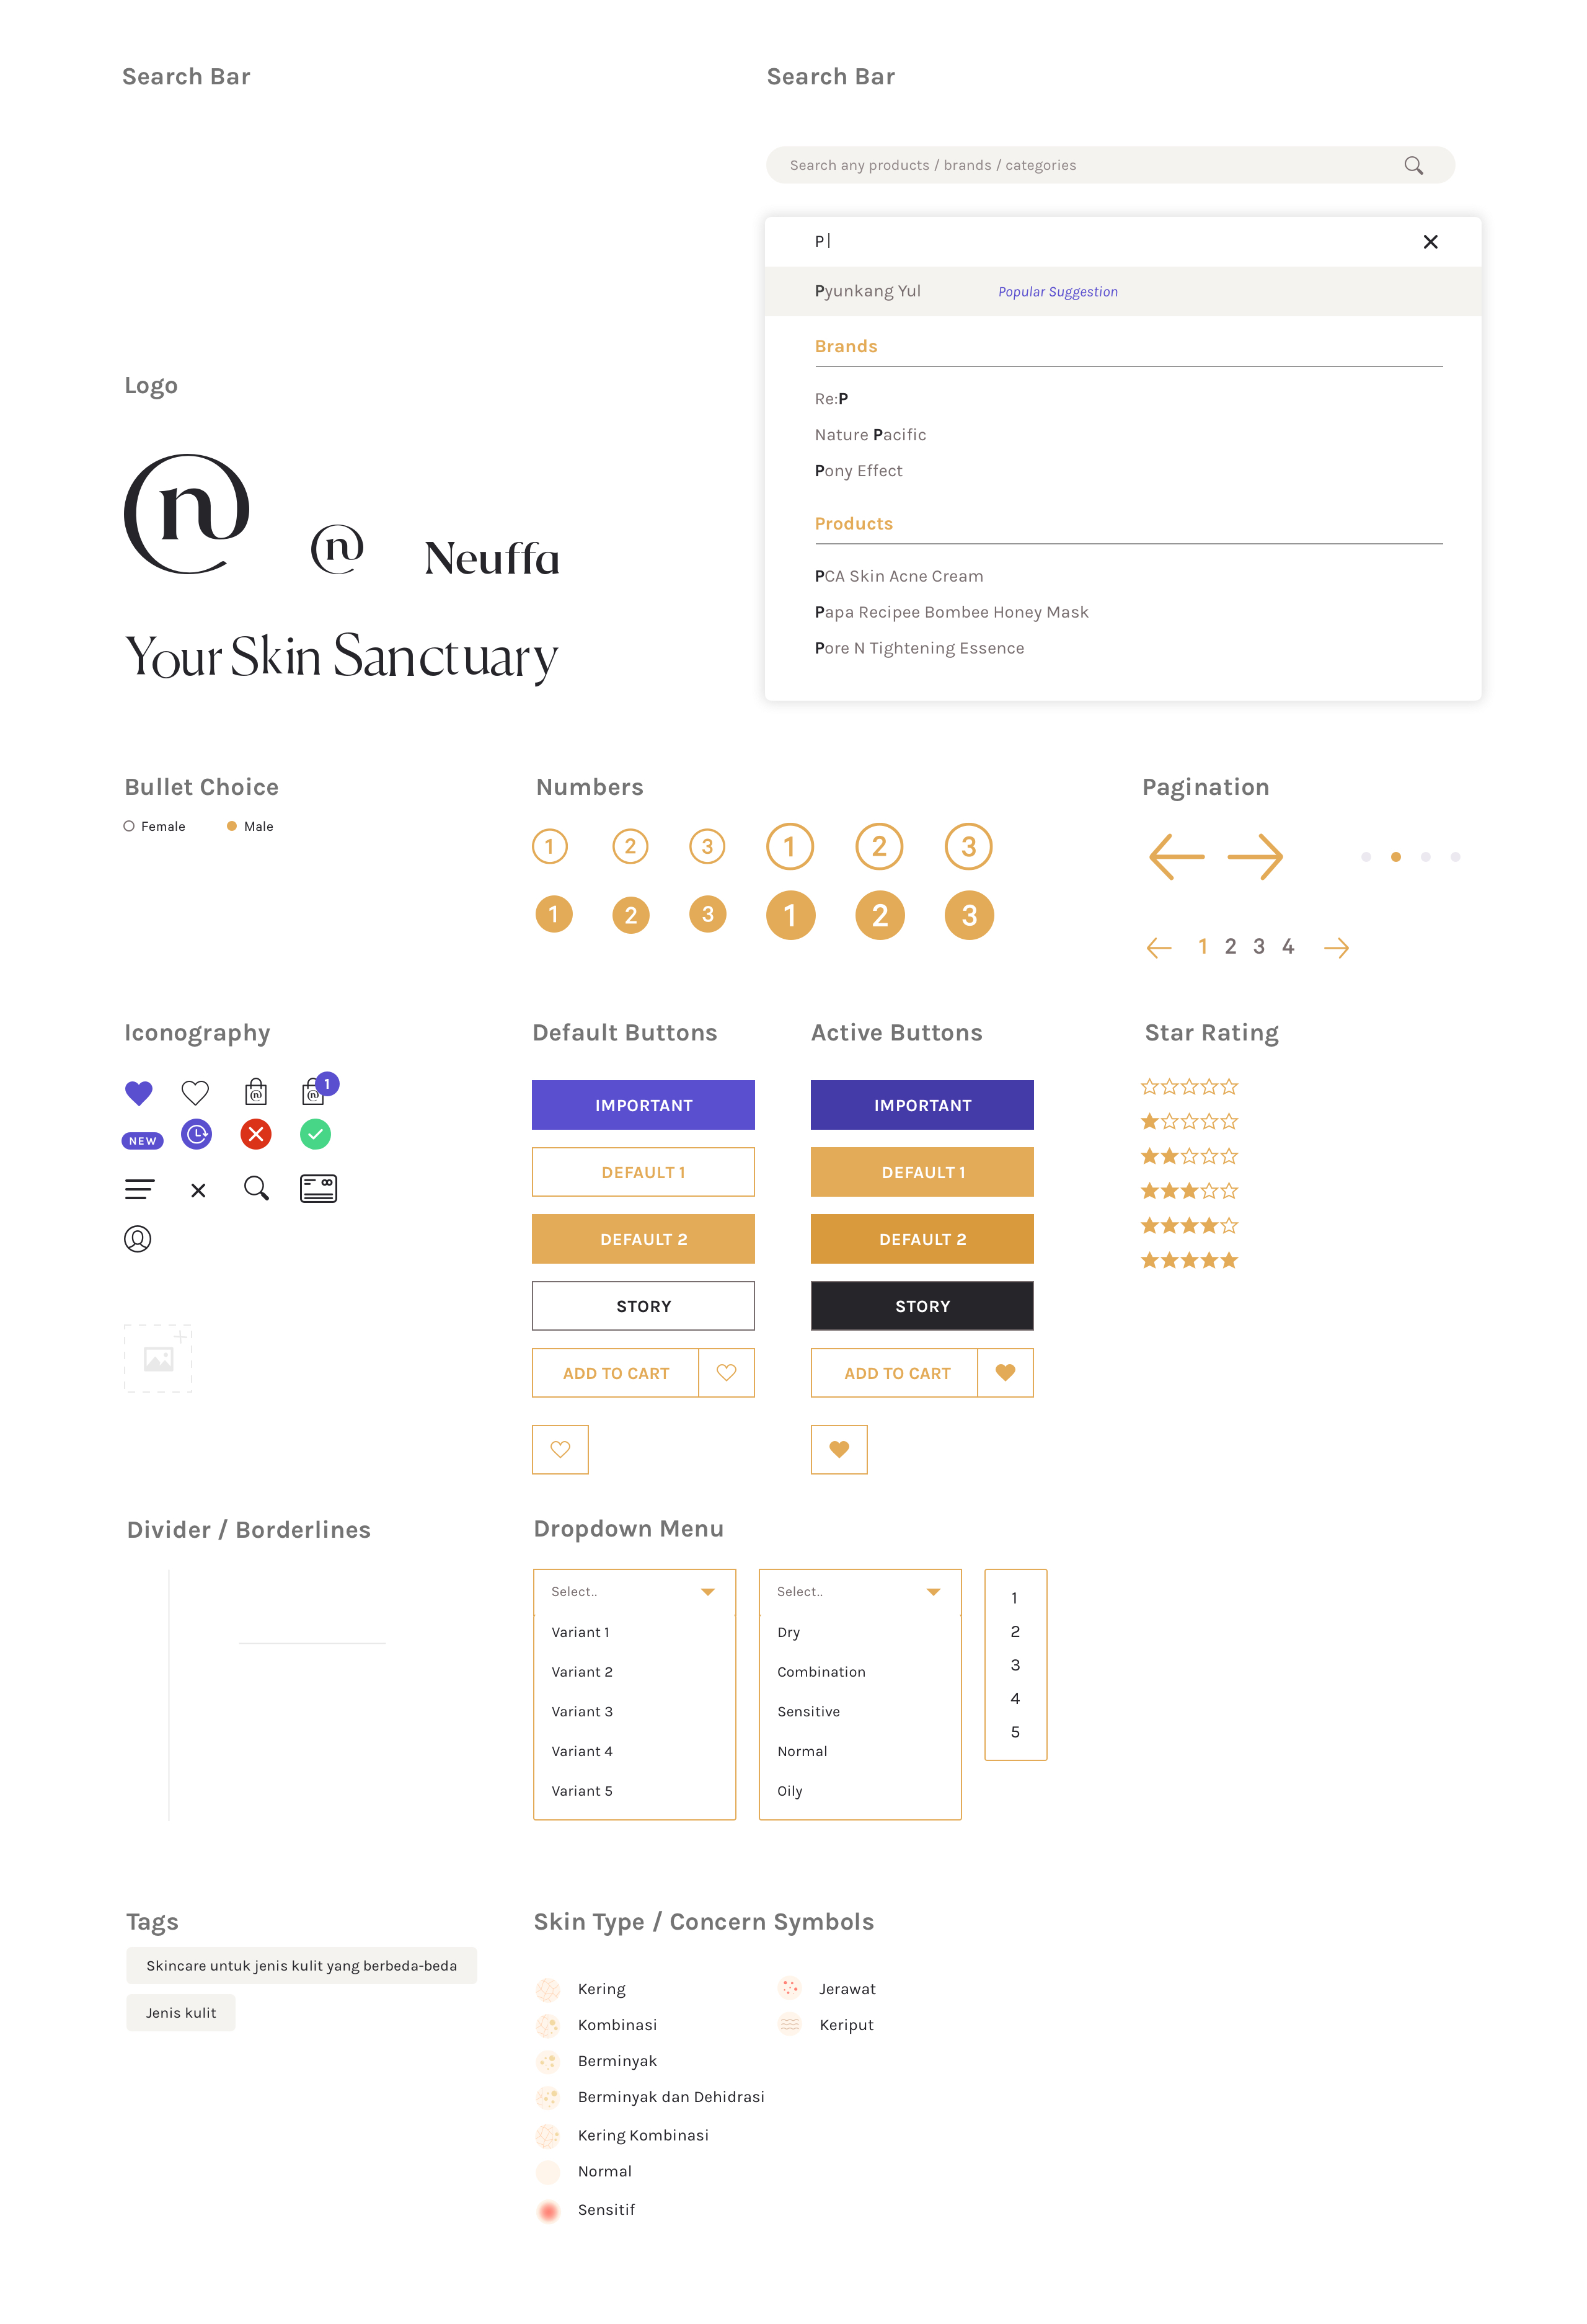 Search Bar
Search Bar
Search any products / brands / categories
P|
Pyunkang Yul Popular Suggestion
Brands
Re:P
Nature Pacific
Pony Effect
Products
PCA Skin Acne Cream
Papa Recipee Bombee Honey Mask
Pore N Tightening Essence
Logo
n n Neuffa
Your Skin Sanctuary
Bullet Choice
Female Male
Numbers
1 2 3 1 2 3
1 2 3 1 2 3
Pagination
1 2 3 4
Iconography
n n 1
NEW
Default Buttons
IMPORTANT
DEFAULT 1
DEFAULT 2
STORY
ADD TO CART
Active Buttons
IMPORTANT
DEFAULT 1
DEFAULT 2
STORY
ADD TO CART
Star Rating
Divider / Borderlines
Dropdown Menu
Select..
Variant 1
Variant 2
Variant 3
Variant 4
Variant 5
Select..
Dry
Combination
Sensitive
Normal
Oily
1
2
3
4
5
Tags
Skincare untuk jenis kulit yang berbeda-beda
Jenis kulit
Skin Type / Concern Symbols
Kering
Kombinasi
Berminyak
Berminyak dan Dehidrasi
Kering Kombinasi
Normal
Sensitif
Jerawat
Keriput